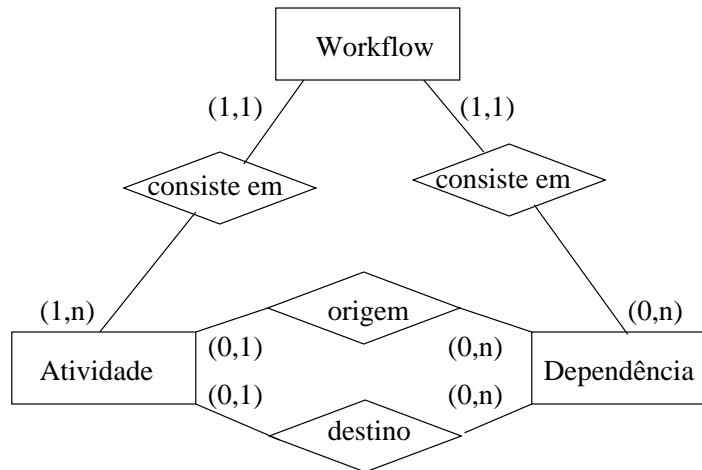 Workflow
(1,1)
(1,1)
consiste em
consiste em
(1,n)
(0,n)
origem
(0,1)
(0,n)
Atividade
Dependência
(0,1)
(0,n)
destino